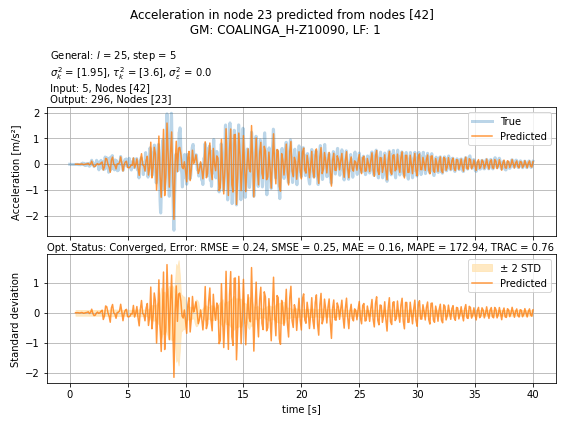 Acceleration in node 23 predicted from nodes [42]
GM: COALINGA_H-Z10090, LF: 1
General: l = 25, step = 5
σ²ₖ = [1.95], τ²ₖ = [3.6], σ²ε = 0.0
Input: 5, Nodes [42]
Output: 296, Nodes [23]
Acceleration [m/s²]
2
1
0
−1
−2
True
Predicted
Opt. Status: Converged, Error: RMSE = 0.24, SMSE = 0.25, MAE = 0.16, MAPE = 172.94, TRAC = 0.76
Standard deviation
1
0
−1
−2
± 2 STD
Predicted
0 5 10 15 20 25 30 35 40
time [s]